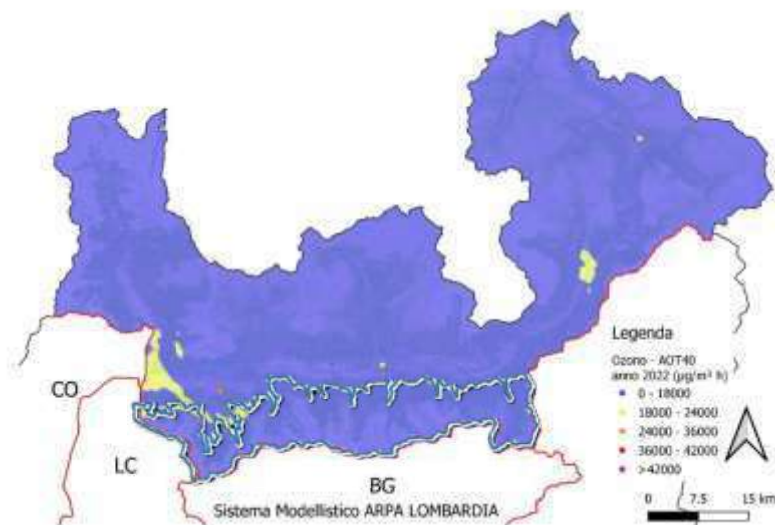 Legenda
Ozono - AOT40
anno 2022 (µg/m³ h)
0 - 18000
18000 - 24000
24000 - 36000
36000 - 42000
>42000
CO
LC
BG
Sistema Modellistico ARPA LOMBARDIA
0 7.5 15 km